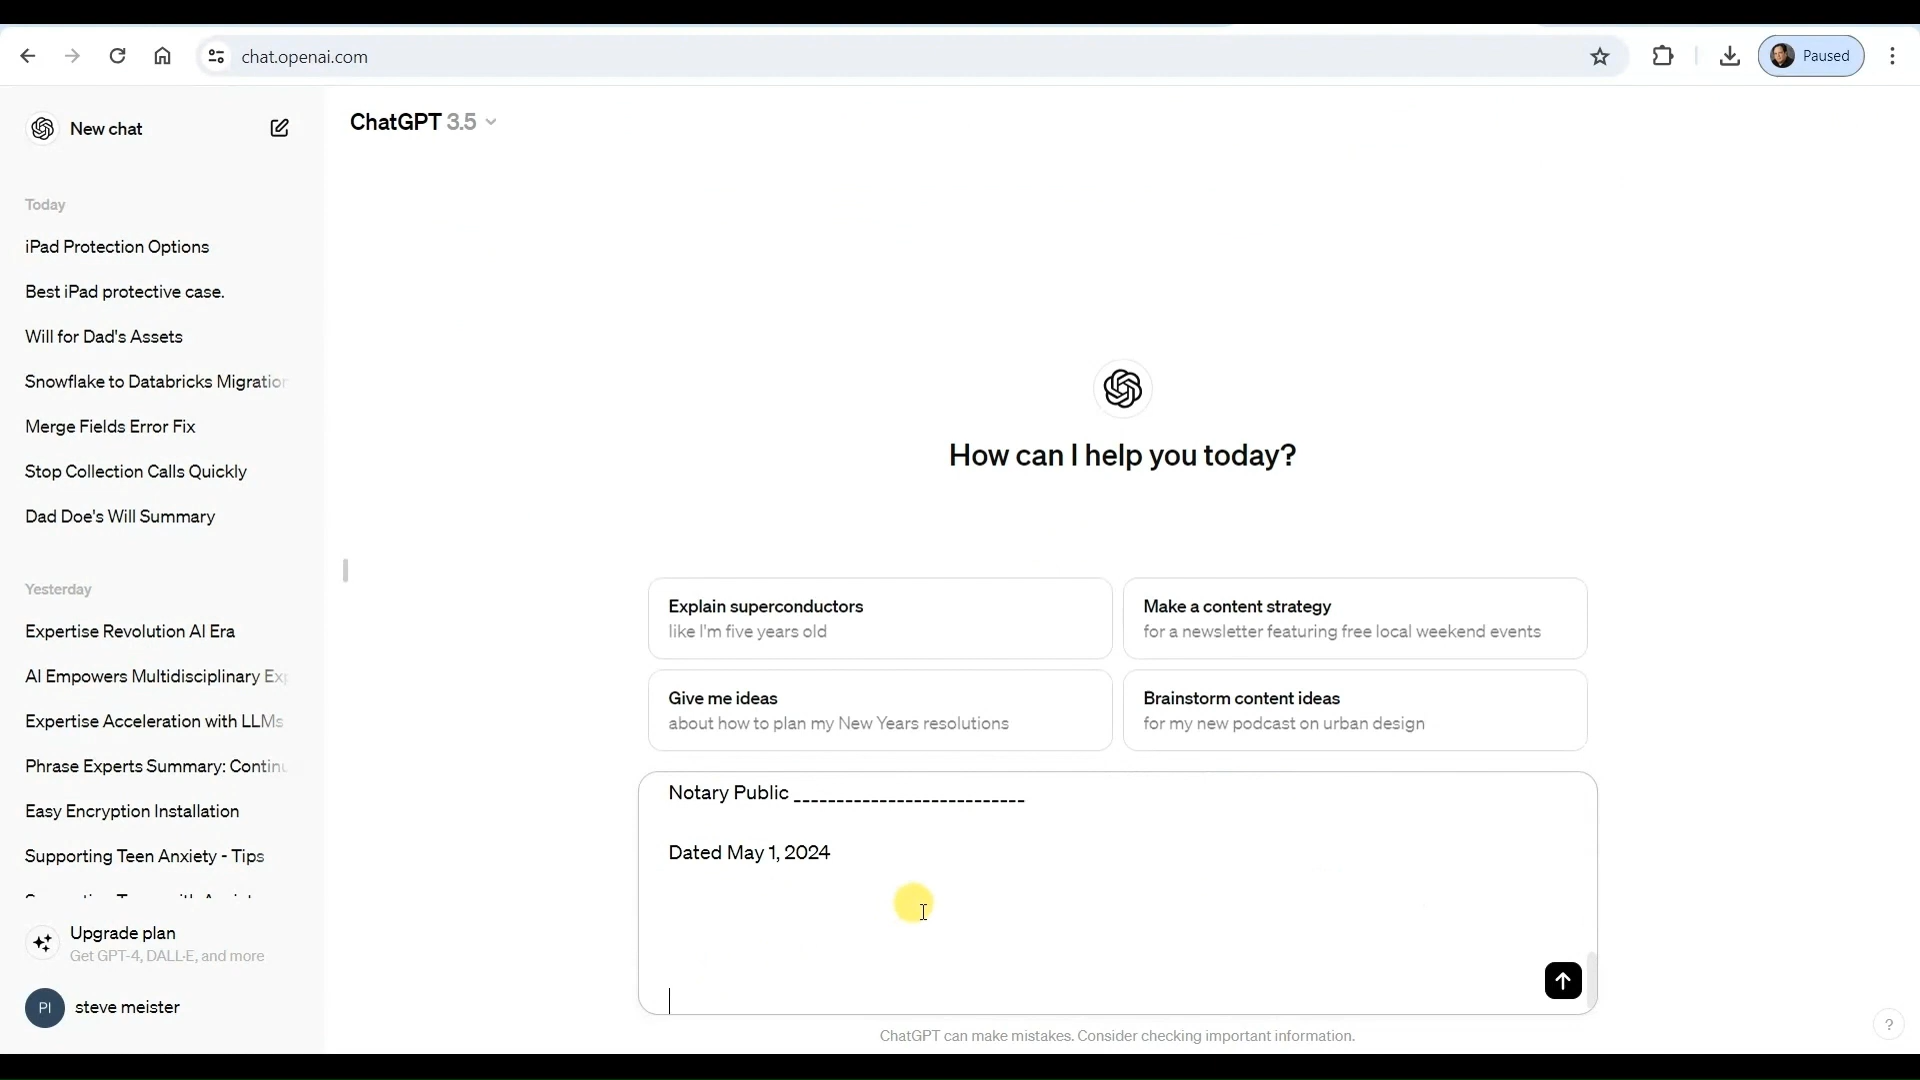 chat.openai.com
Paused
New chat
ChatGPT 3.5
Today
iPad Protection Options
Best iPad protective case.
Will for Dad's Assets
Snowflake to Databricks Migration
Merge Fields Error Fix
Stop Collection Calls Quickly
Dad Doe's Will Summary
Yesterday
Expertise Revolution AI Era
AI Empowers Multidisciplinary Exp
Expertise Acceleration with LLMs
Phrase Experts Summary: Continu
Easy Encryption Installation
Supporting Teen Anxiety - Tips
Upgrade plan
Get GPT-4, DALL·E, and more
PI
steve meister
How can I help you today?
Explain superconductors
like I'm five years old
Make a content strategy
for a newsletter featuring free local weekend events
Give me ideas
about how to plan my New Years resolutions
Brainstorm content ideas
for my new podcast on urban design
Notary Public ___________________________
Dated May 1, 2024
ChatGPT can make mistakes. Consider checking important information.
?